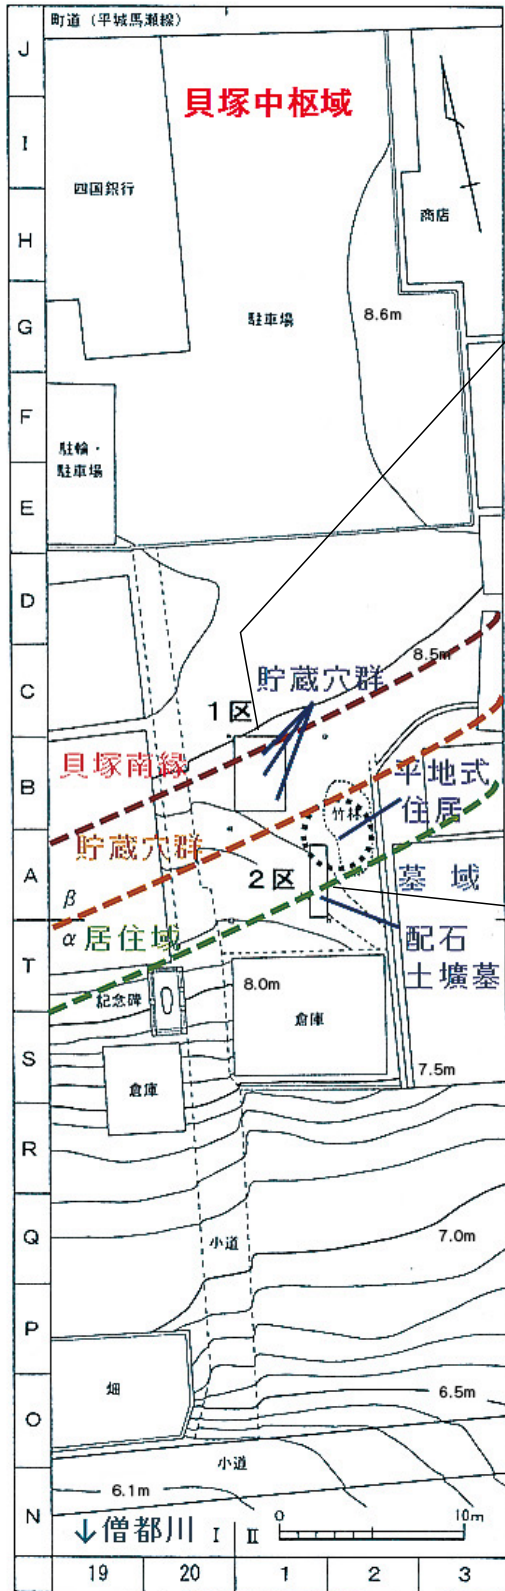 町道（平城馬瀬線）
J
貝塚中枢域
I
四国銀行
商店
H
G
駐車場
8.6m
F
駐輪・
駐車場
E
D
8.5m
C
貯蔵穴群
1区
貝塚南縁
B
平地式
住居
竹林
貯蔵穴群
A
2区
墓域
β
α
居住域
配石
土壙墓
T
8.0m
記念碑
倉庫
S
7.5m
倉庫
R
Q
小道
7.0m
P
畑
6.5m
O
小道
6.1m
N
0 10m
↓僧都川
I II
19 20 1 2 3